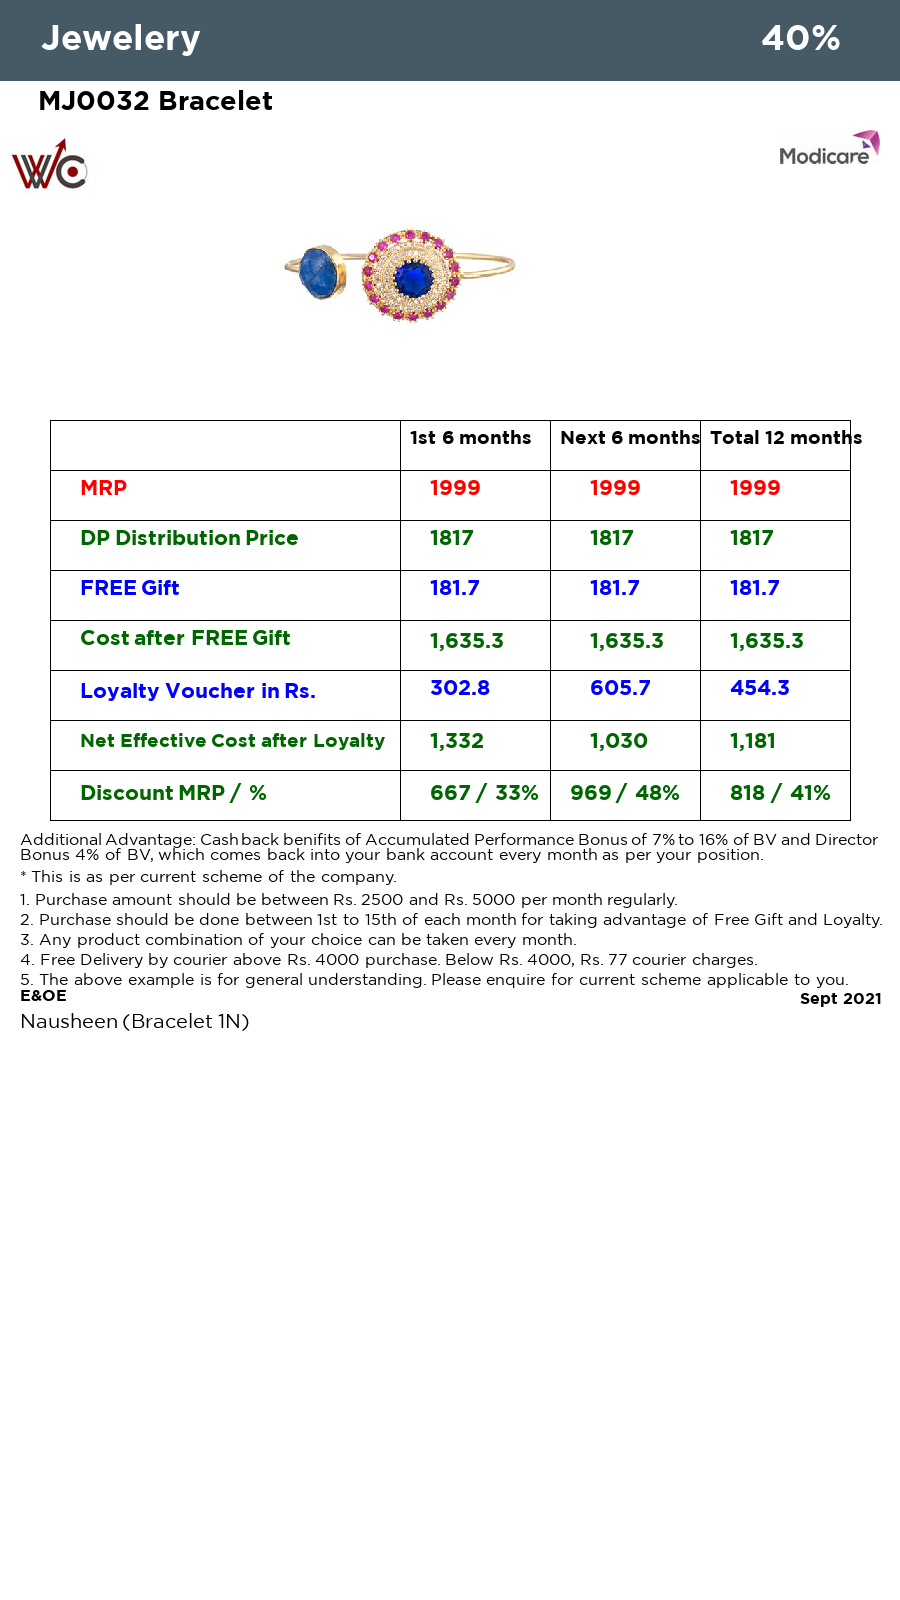 Jewelery 40%
MJ0032 Bracelet
WC
Modicare
1st 6 months Next 6 months Total 12 months
MRP 1999 1999 1999
DP Distribution Price 1817 1817 1817
FREE Gift 181.7 181.7 181.7
Cost after FREE Gift 1,635.3 1,635.3 1,635.3
Loyalty Voucher in Rs. 302.8 605.7 454.3
Net Effective Cost after Loyalty 1,332 1,030 1,181
Discount MRP / % 667 / 33% 969 / 48% 818 / 41%
Additional Advantage: Cashback benifits of Accumulated Performance Bonus of 7% to 16% of BV and Director
Bonus 4% of BV, which comes back into your bank account every month as per your position.
* This is as per current scheme of the company.
1. Purchase amount should be between Rs. 2500 and Rs. 5000 per month regularly.
2. Purchase should be done between 1st to 15th of each month for taking advantage of Free Gift and Loyalty.
3. Any product combination of your choice can be taken every month.
4. Free Delivery by courier above Rs. 4000 purchase. Below Rs. 4000, Rs. 77 courier charges.
5. The above example is for general understanding. Please enquire for current scheme applicable to you.
E&OE Sept 2021
Nausheen (Bracelet 1N)